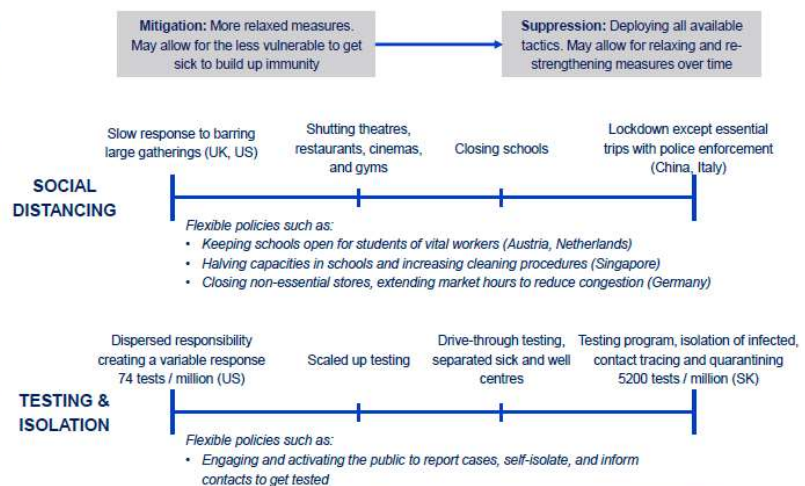 Mitigation: More relaxed measures.
May allow for the less vulnerable to get
sick to build up immunity
Suppression: Deploying all available
tactics. May allow for relaxing and re-
strengthening measures over time
Slow response to barring
large gatherings (UK, US)
Shutting theatres,
restaurants, cinemas,
and gyms
Closing schools
Lockdown except essential
trips with police enforcement
(China, Italy)
SOCIAL
DISTANCING
Flexible policies such as:
• Keeping schools open for students of vital workers (Austria, Netherlands)
• Halving capacities in schools and increasing cleaning procedures (Singapore)
• Closing non-essential stores, extending market hours to reduce congestion (Germany)
Dispersed responsibility
creating a variable response
74 tests / million (US)
Scaled up testing
Drive-through testing,
separated sick and well
centres
Testing program, isolation of infected,
contact tracing and quarantining
5200 tests / million (SK)
TESTING &
ISOLATION
Flexible policies such as:
• Engaging and activating the public to report cases, self-isolate, and inform
contacts to get tested